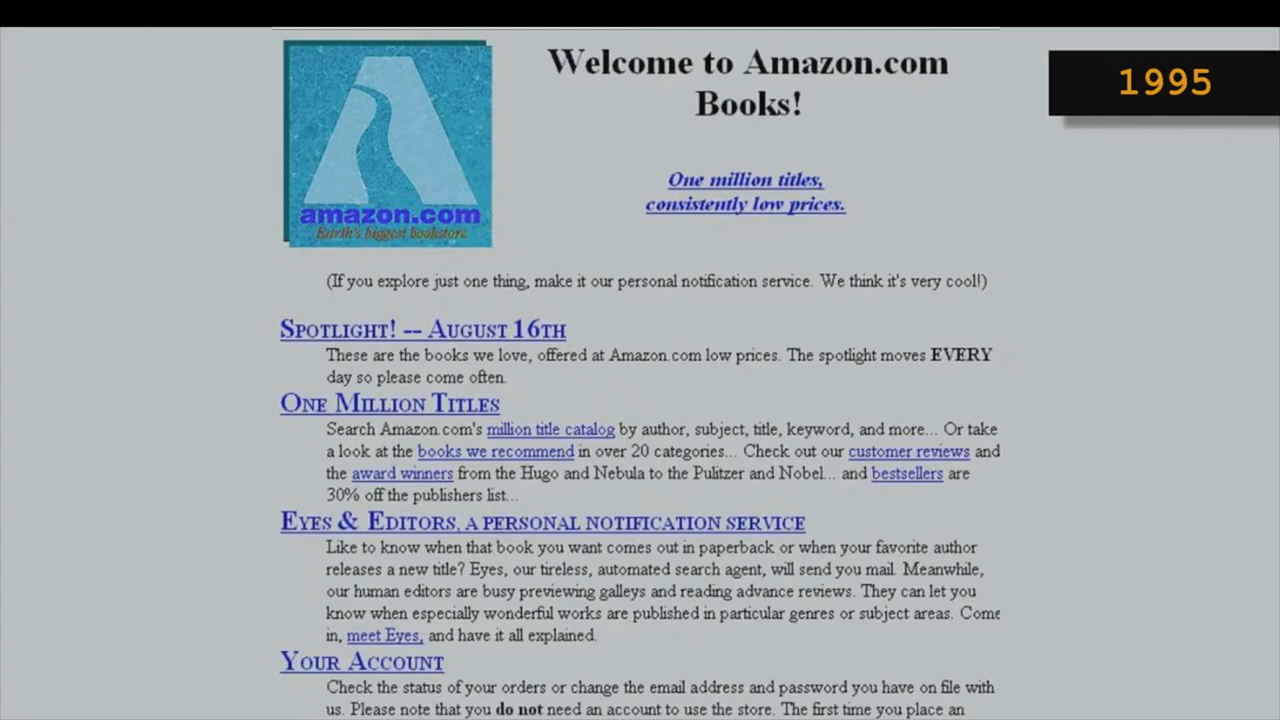 1995
Welcome to Amazon.com
Books!
One million titles,
consistently low prices.
amazon.com
Earth's biggest bookstore
(If you explore just one thing, make it our personal notification service. We think it's very cool!)
SPOTLIGHT! -- AUGUST 16TH
These are the books we love, offered at Amazon.com low prices. The spotlight moves EVERY
day so please come often.
ONE MILLION TITLES
Search Amazon.com's million title catalog by author, subject, title, keyword, and more... Or take
a look at the books we recommend in over 20 categories... Check out our customer reviews and
the award winners from the Hugo and Nebula to the Pulitzer and Nobel... and bestsellers are
30% off the publishers list...
EYES & EDITORS, A PERSONAL NOTIFICATION SERVICE
Like to know when that book you want comes out in paperback or when your favorite author
releases a new title? Eyes, our tireless, automated search agent, will send you mail. Meanwhile,
our human editors are busy previewing galleys and reading advance reviews. They can let you
know when especially wonderful works are published in particular genres or subject areas. Come
in, meet Eyes, and have it all explained.
YOUR ACCOUNT
Check the status of your orders or change the email address and password you have on file with
us. Please note that you do not need an account to use the store. The first time you place an